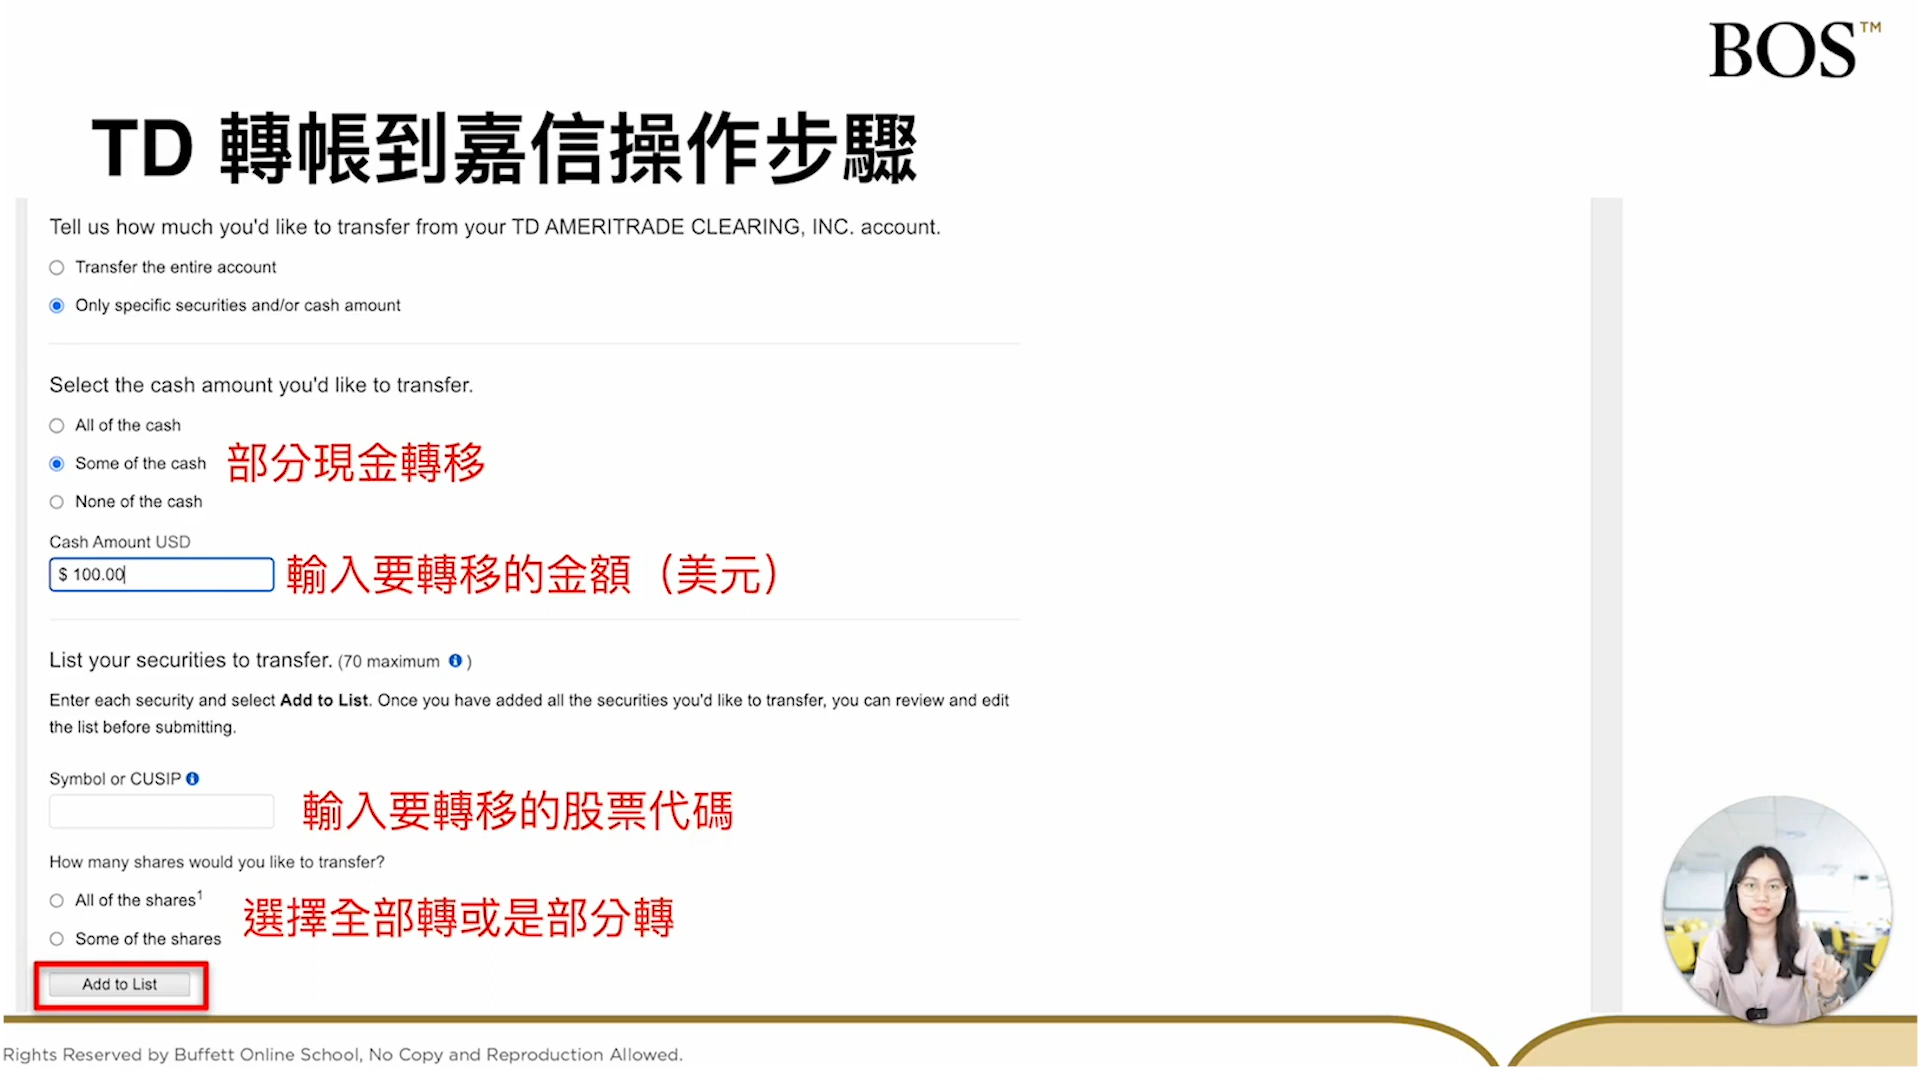 BOS™
TD 轉帳到嘉信操作步驟
Tell us how much you'd like to transfer from your TD AMERITRADE CLEARING, INC. account.
Transfer the entire account
Only specific securities and/or cash amount
Select the cash amount you'd like to transfer.
All of the cash
Some of the cash 部分現金轉移
None of the cash
Cash Amount USD
$ 100.00 輸入要轉移的金額（美元）
List your securities to transfer. (70 maximum i )
Enter each security and select Add to List. Once you have added all the securities you'd like to transfer, you can review and edit
the list before submitting.
Symbol or CUSIP i
輸入要轉移的股票代碼
How many shares would you like to transfer?
All of the shares¹
選擇全部轉或是部分轉
Some of the shares
Add to List
Rights Reserved by Buffett Online School, No Copy and Reproduction Allowed.